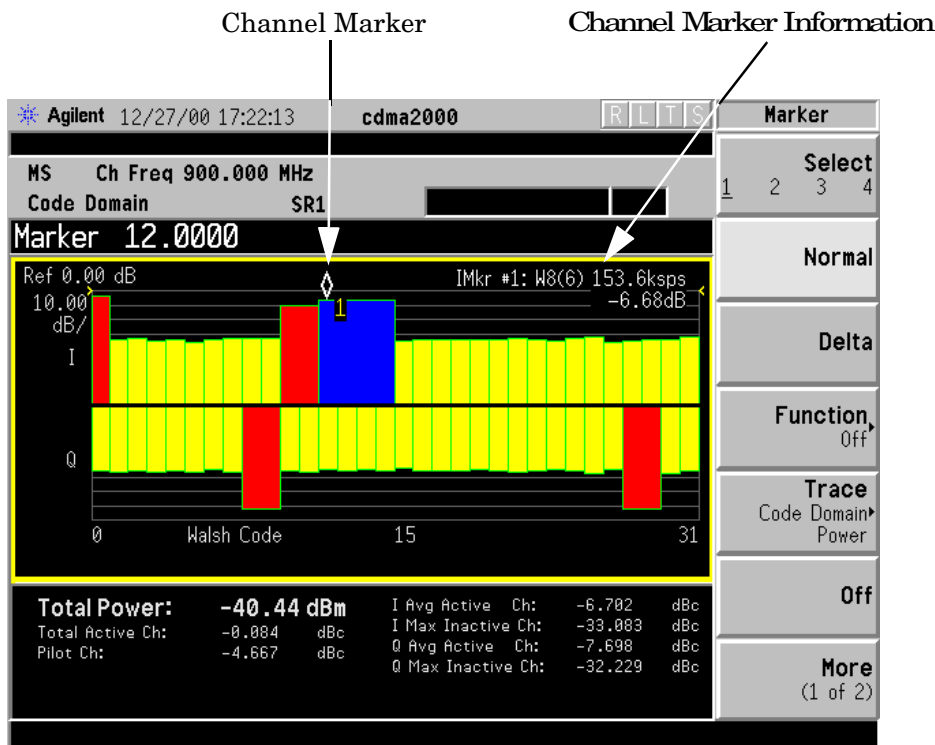 Channel Marker
Channel Marker Information
Agilent 12/27/00 17:22:13 cdma2000 R L T S
Marker
MS Ch Freq 900.000 MHz
Code Domain SR1
Select
1 2 3 4
Marker 12.0000
Normal
Ref 0.00 dB
IMkr #1: W8(6) 153.6ksps
10.00
-6.68dB
dB/
1
I
Delta
Function
Off
Q
Trace
Code Domain
Power
0 Walsh Code 15 31
Off
Total Power: -40.44 dBm
Total Active Ch: -0.084 dBc
Pilot Ch: -4.667 dBc
I Avg Active Ch: -6.702 dBc
I Max Inactive Ch: -33.083 dBc
Q Avg Active Ch: -7.698 dBc
Q Max Inactive Ch: -32.229 dBc
More
(1 of 2)